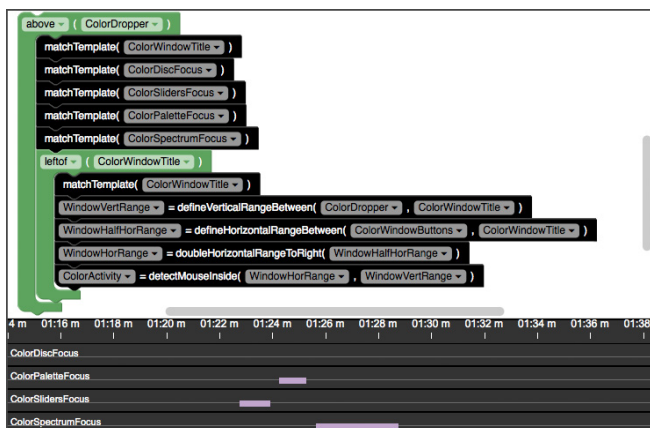 above ( ColorDropper )
matchTemplate( ColorWindowTitle )
matchTemplate( ColorDiscFocus )
matchTemplate( ColorSlidersFocus )
matchTemplate( ColorPaletteFocus )
matchTemplate( ColorSpectrumFocus )
leftof ( ColorWindowTitle )
matchTemplate( ColorWindowTitle )
WindowVertRange = defineVerticalRangeBetween( ColorDropper , ColorWindowTitle )
WindowHalfHorRange = defineHorizontalRangeBetween( ColorWindowButtons , ColorWindowTitle )
WindowHorRange = doubleHorizontalRangeToRight( WindowHalfHorRange )
ColorActivity = detectMouseInside( WindowHorRange , WindowVertRange )
4 m 01:16 m 01:18 m 01:20 m 01:22 m 01:24 m 01:26 m 01:28 m 01:30 m 01:32 m 01:34 m 01:36 m 01:38
ColorDiscFocus
ColorPaletteFocus
ColorSlidersFocus
ColorSpectrumFocus